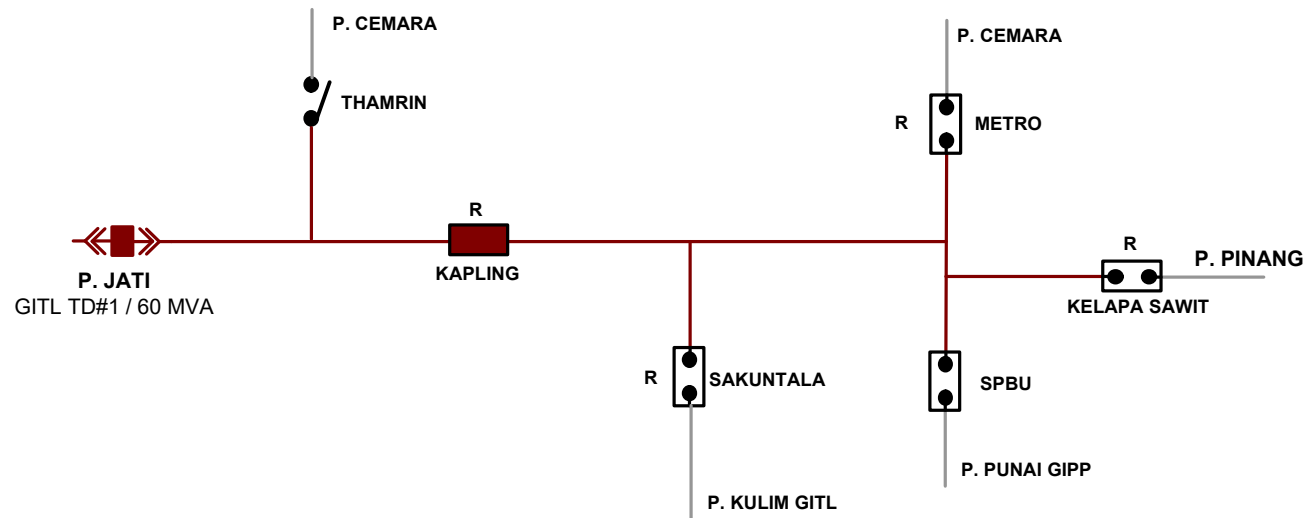 P. CEMARA
P. CEMARA
THAMRIN
R
METRO
R
KAPLING
R
P. PINANG
P. JATI
GITL TD#1 / 60 MVA
KELAPA SAWIT
R
SAKUNTALA
SPBU
P. PUNAI GIPP
P. KULIM GITL